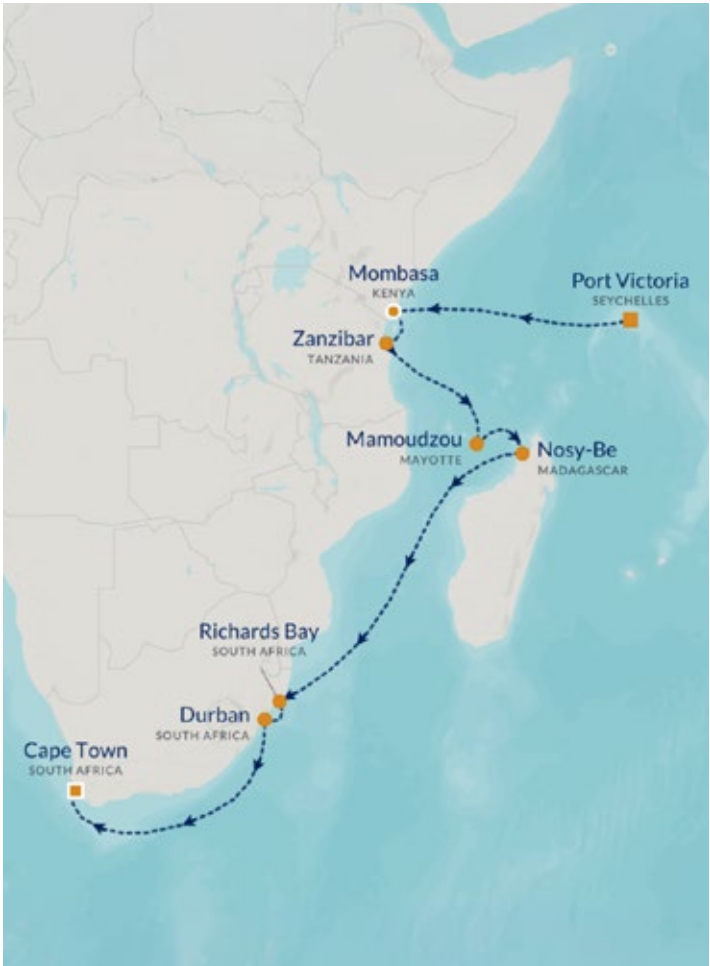 Mombasa
KENYA
Port Victoria
SEYCHELLES
Zanzibar
TANZANIA
Mamoudzou
MAYOTTE
Nosy-Be
MADAGASCAR
Richards Bay
SOUTH AFRICA
Durban
SOUTH AFRICA
Cape Town
SOUTH AFRICA